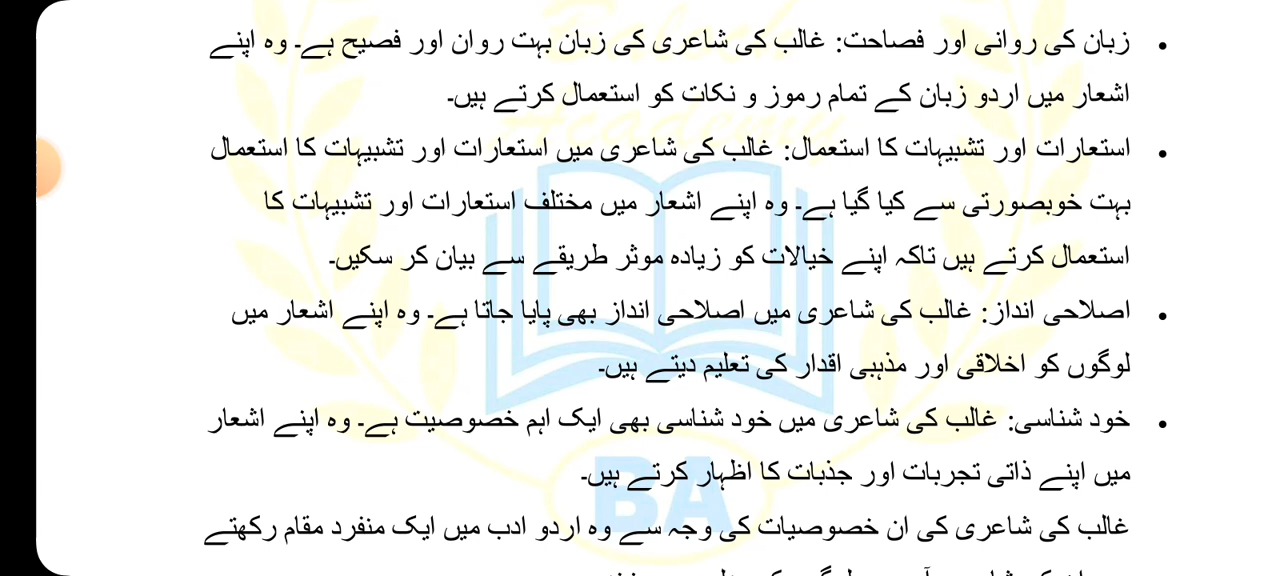 • زبان کی روانی اور فصاحت: غالب کی شاعری کی زبان بہت رواں اور فصیح ہے۔ وہ اپنے
اشعار میں اردو زبان کے تمام رموز و نکات کو استعمال کرتے ہیں۔
• استعارات اور تشبیہات کا استعمال: غالب کی شاعری میں استعارات اور تشبیہات کا استعمال
بہت خوبصورتی سے کیا گیا ہے۔ وہ اپنے اشعار میں مختلف استعارات اور تشبیہات کا
استعمال کرتے ہیں تاکہ اپنے خیالات کو زیادہ موثر طریقے سے بیان کر سکیں۔
• اصلاحی انداز: غالب کی شاعری میں اصلاحی انداز بھی پایا جاتا ہے۔ وہ اپنے اشعار میں
لوگوں کو اخلاقی اور مذہبی اقدار کی تعلیم دیتے ہیں۔
• خود شناسی: غالب کی شاعری میں خود شناسی بھی ایک اہم خصوصیت ہے۔ وہ اپنے اشعار
میں اپنے ذاتی تجربات اور جذبات کا اظہار کرتے ہیں۔
غالب کی شاعری کی ان خصوصیات کی وجہ سے وہ اردو ادب میں ایک منفرد مقام رکھتے
Academy
BA